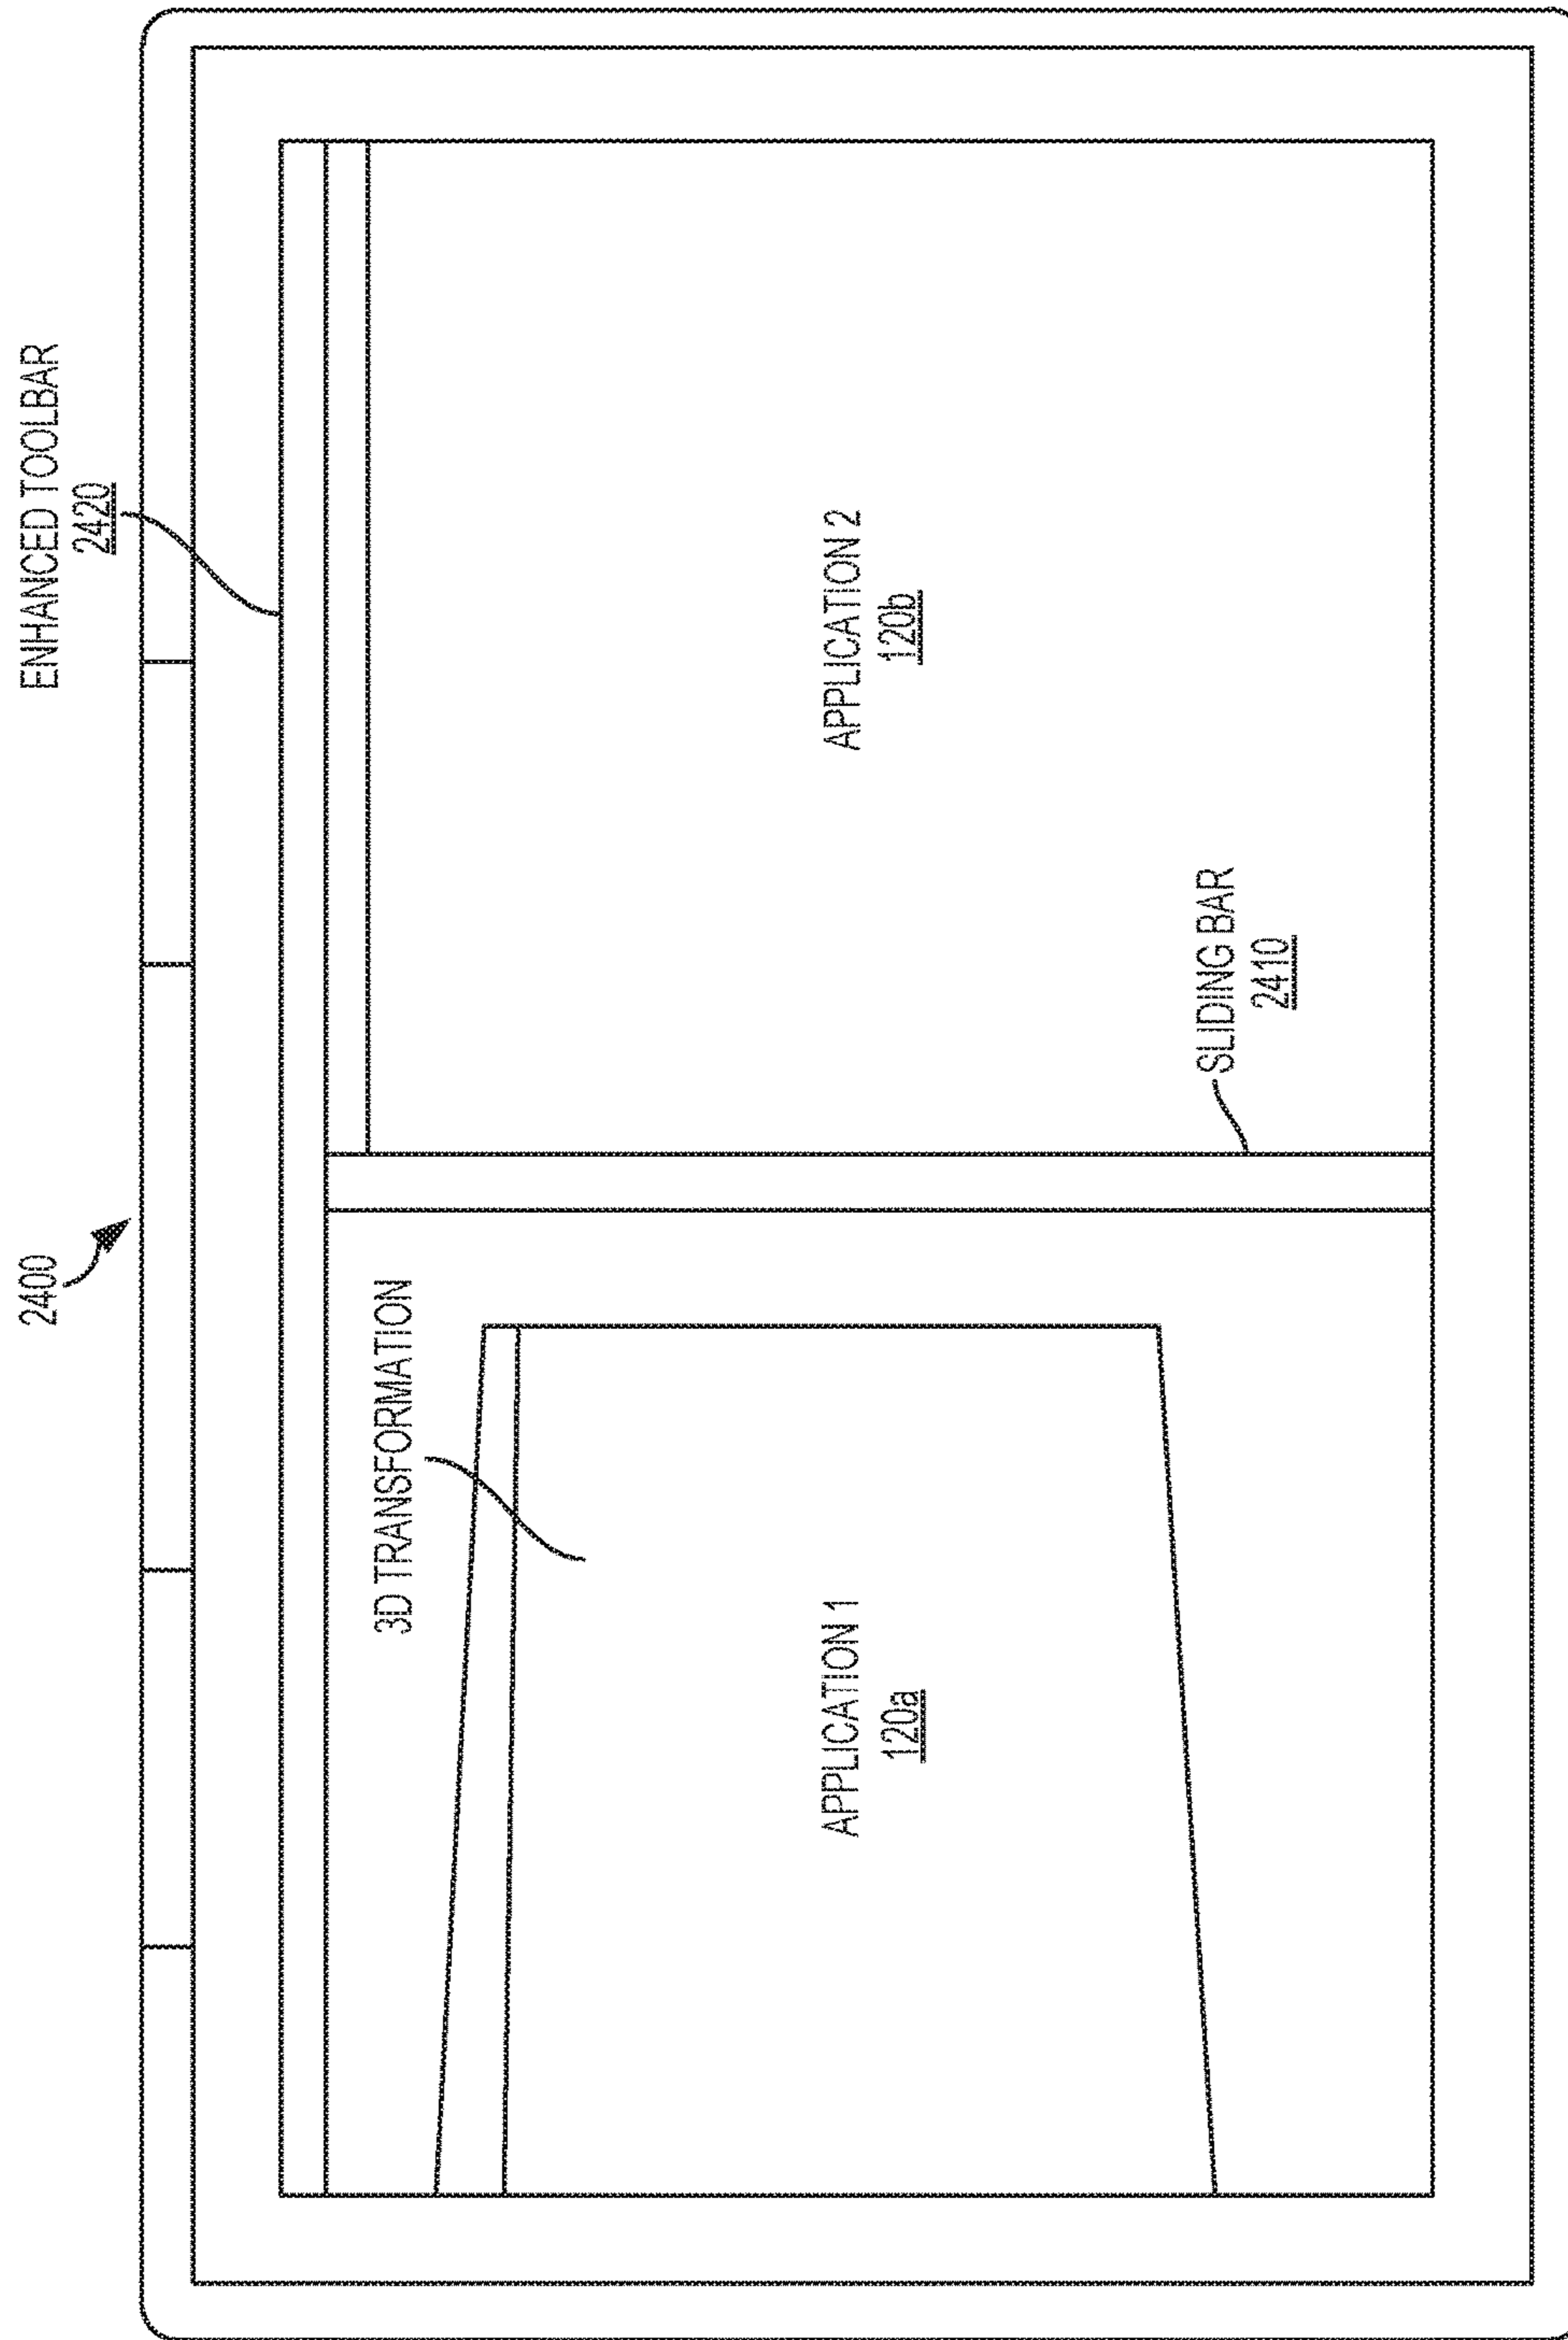 2400
ENHANCED TOOLBAR
2420
3D TRANSFORMATION
APPLICATION 1
120a
APPLICATION 2
120b
SLIDING BAR
2410